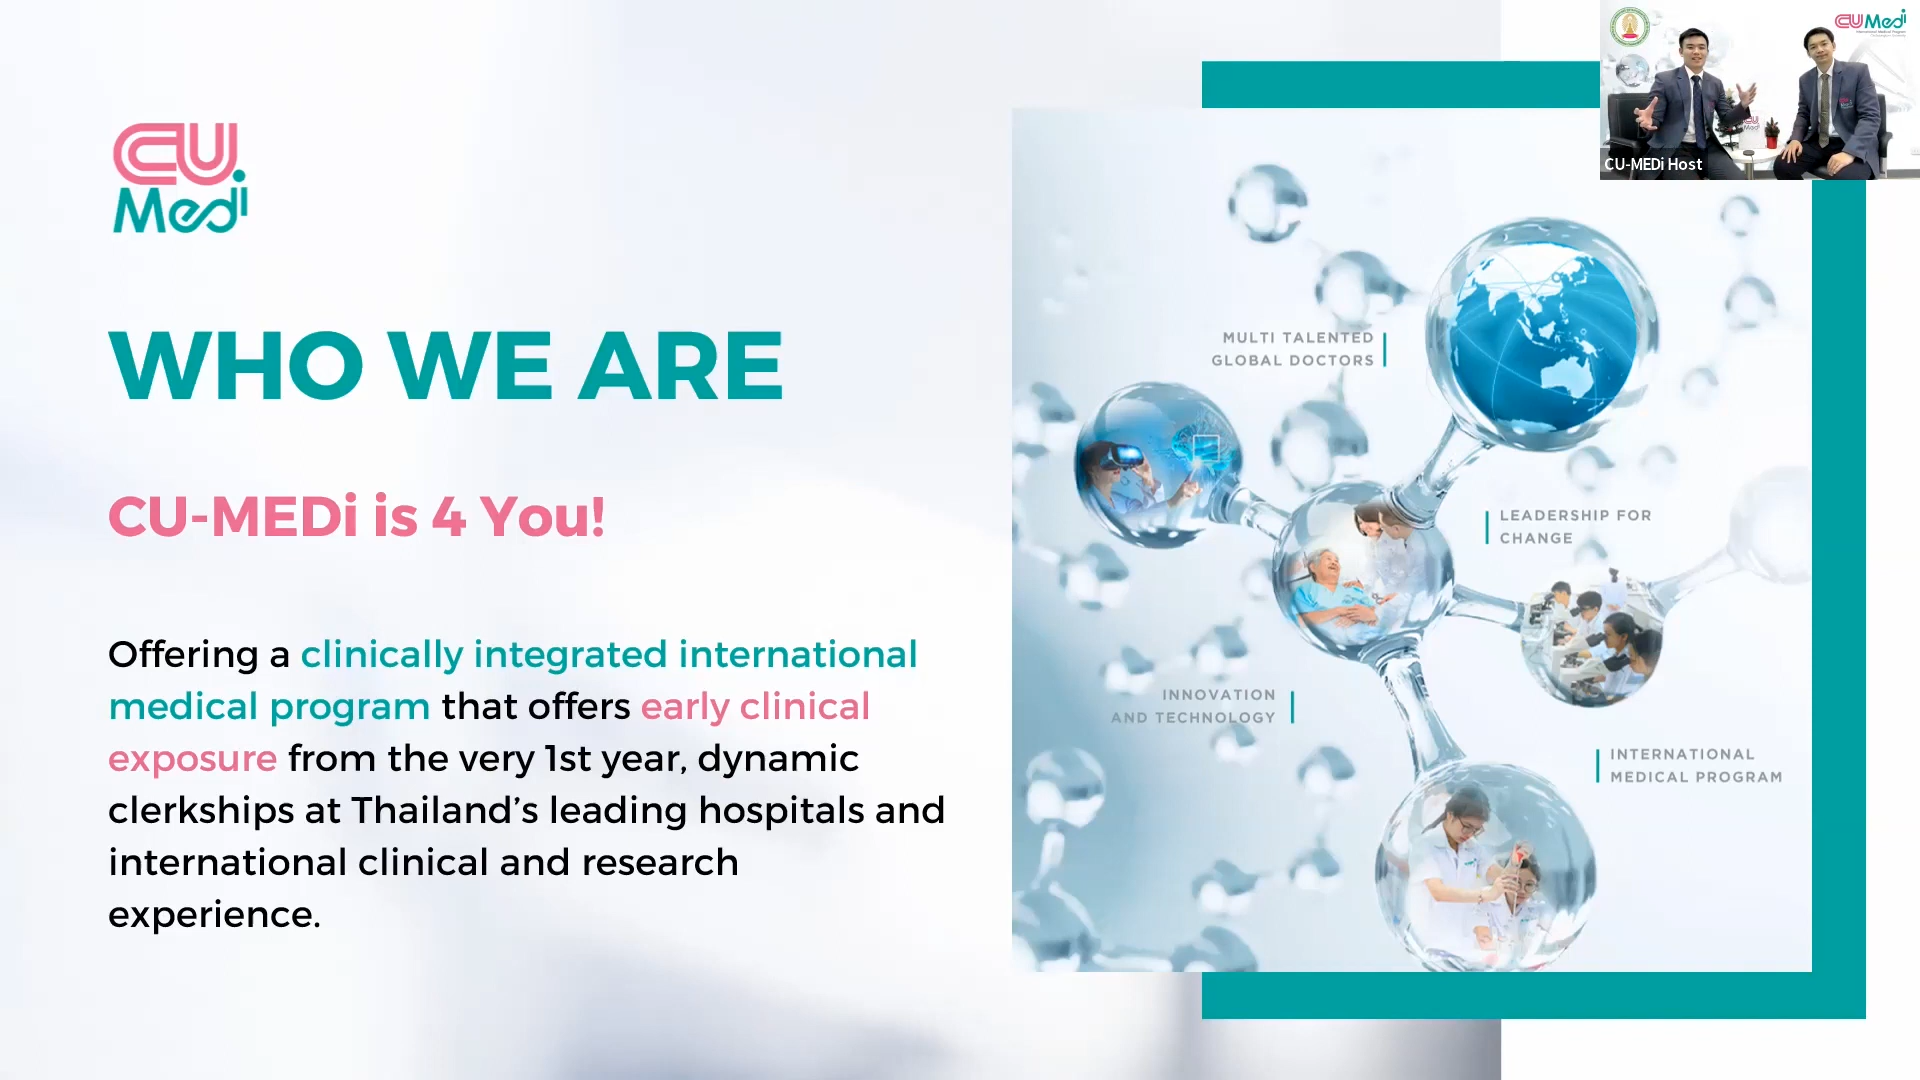 CU
Medi
WHO WE ARE
CU-MEDi is 4 You!
Offering a clinically integrated international
medical program that offers early clinical
exposure from the very 1st year, dynamic
clerkships at Thailand’s leading hospitals and
international clinical and research
experience.
MULTI TALENTED
GLOBAL DOCTORS
LEADERSHIP FOR
CHANGE
INNOVATION
AND TECHNOLOGY
INTERNATIONAL
MEDICAL PROGRAM
CUMedi
CU-MEDi Host